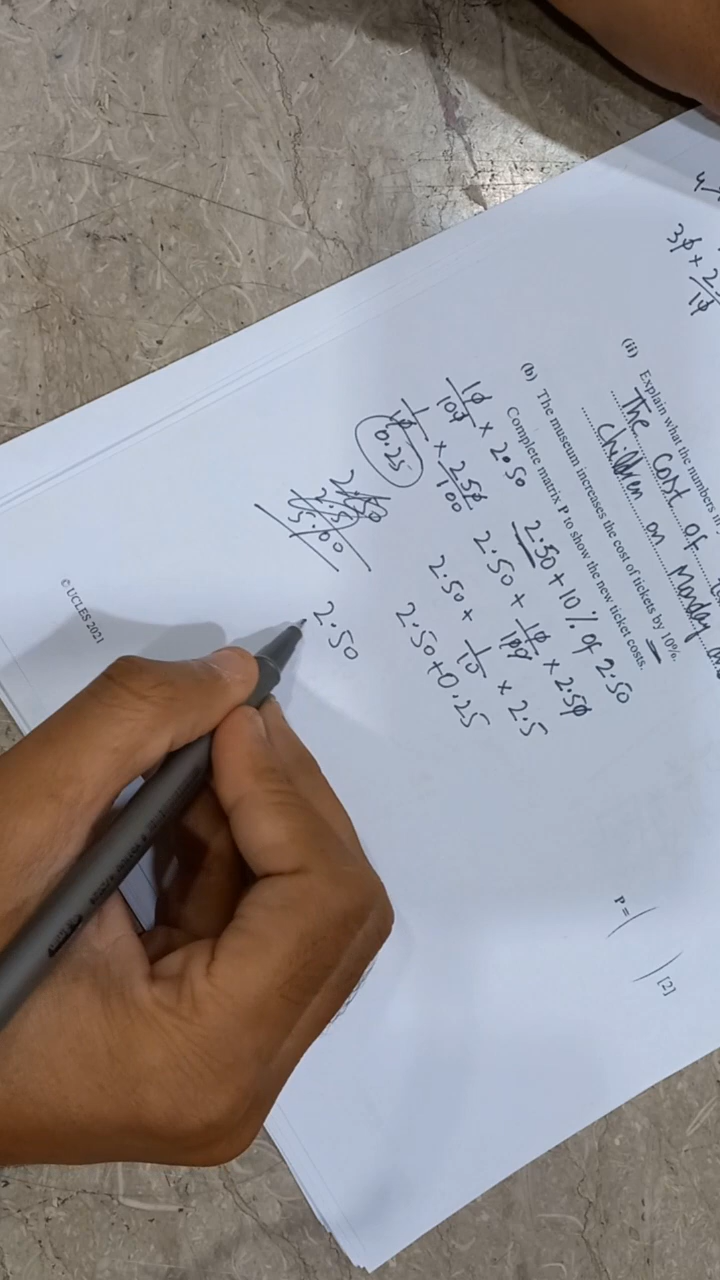 30 × 2
10
(ii) Explain what the numbers in
The cost of
children on Monday
(b) The museum increases the cost of tickets by 10%.
Complete matrix P to show the new ticket costs.
10/100 × 2.50
1/10 × 250/100
0.25
2.50 + 10% of 2.50
2.50 + 10/100 × 2.50
2.50 + 1/10 × 2.5
2.50 + 0.25
2.50
P = ( ) [2]
© UCLES 2021